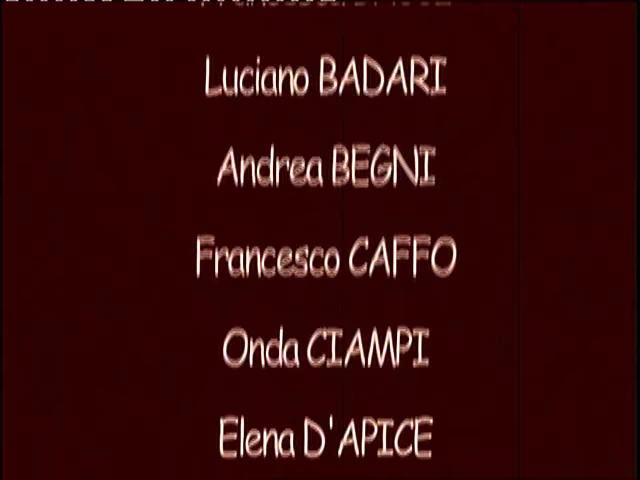 Luciano BADARI
Andrea BEGNI
Francesco CAFFO
Onda CIAMPI
Elena D'APICE